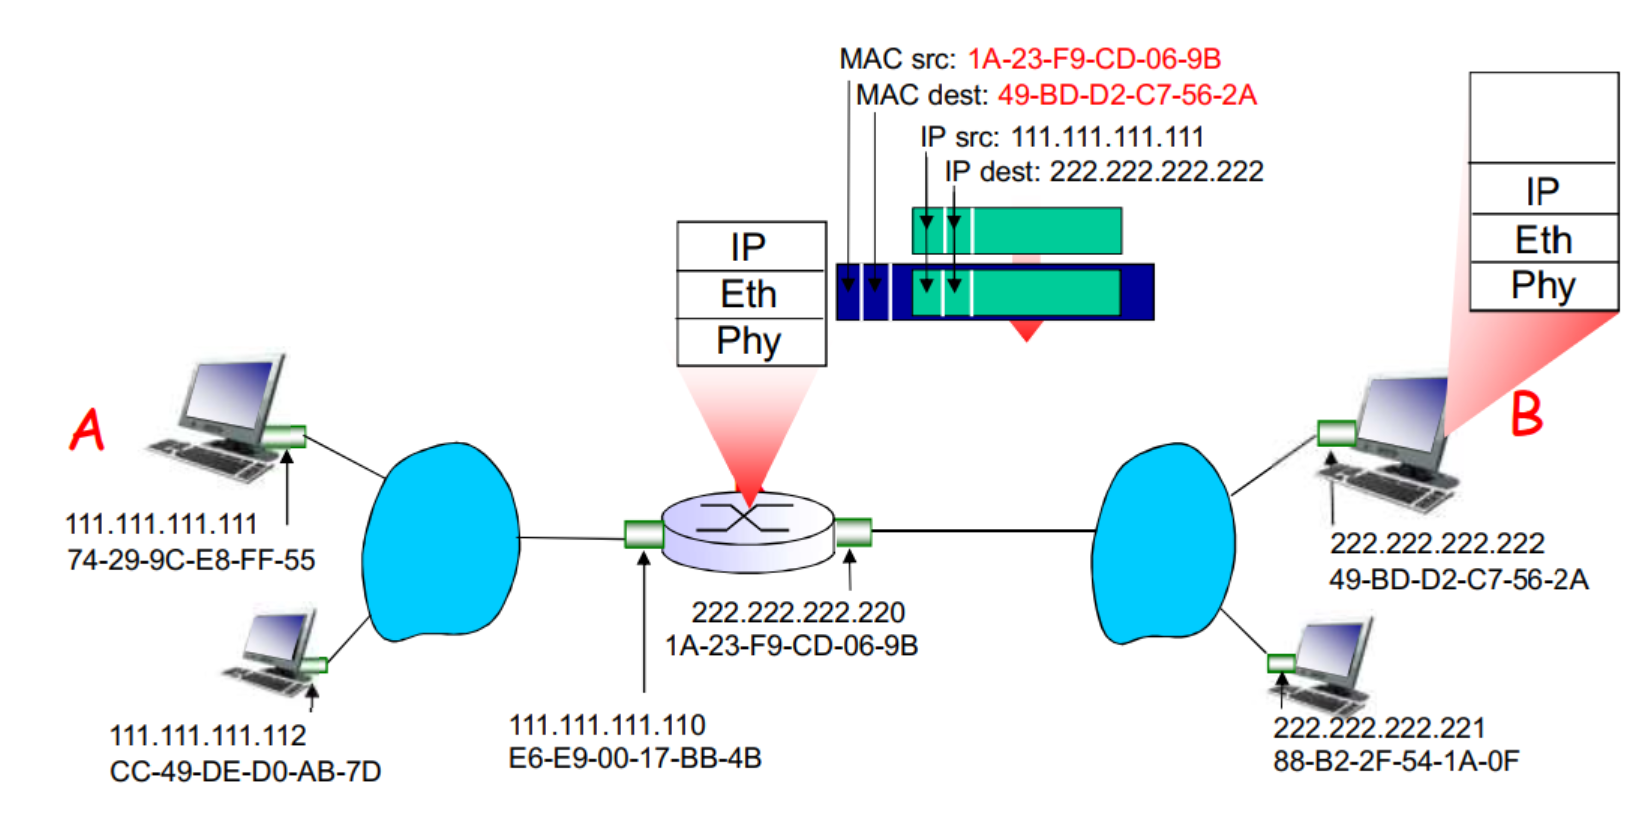 MAC src: 1A-23-F9-CD-06-9B
MAC dest: 49-BD-D2-C7-56-2A
IP src: 111.111.111.111
IP dest: 222.222.222.222
IP
Eth
Phy
IP
Eth
Phy
A
B
111.111.111.111
74-29-9C-E8-FF-55
222.222.222.222
49-BD-D2-C7-56-2A
222.222.222.220
1A-23-F9-CD-06-9B
111.111.111.112
CC-49-DE-D0-AB-7D
111.111.111.110
E6-E9-00-17-BB-4B
222.222.222.221
88-B2-2F-54-1A-0F